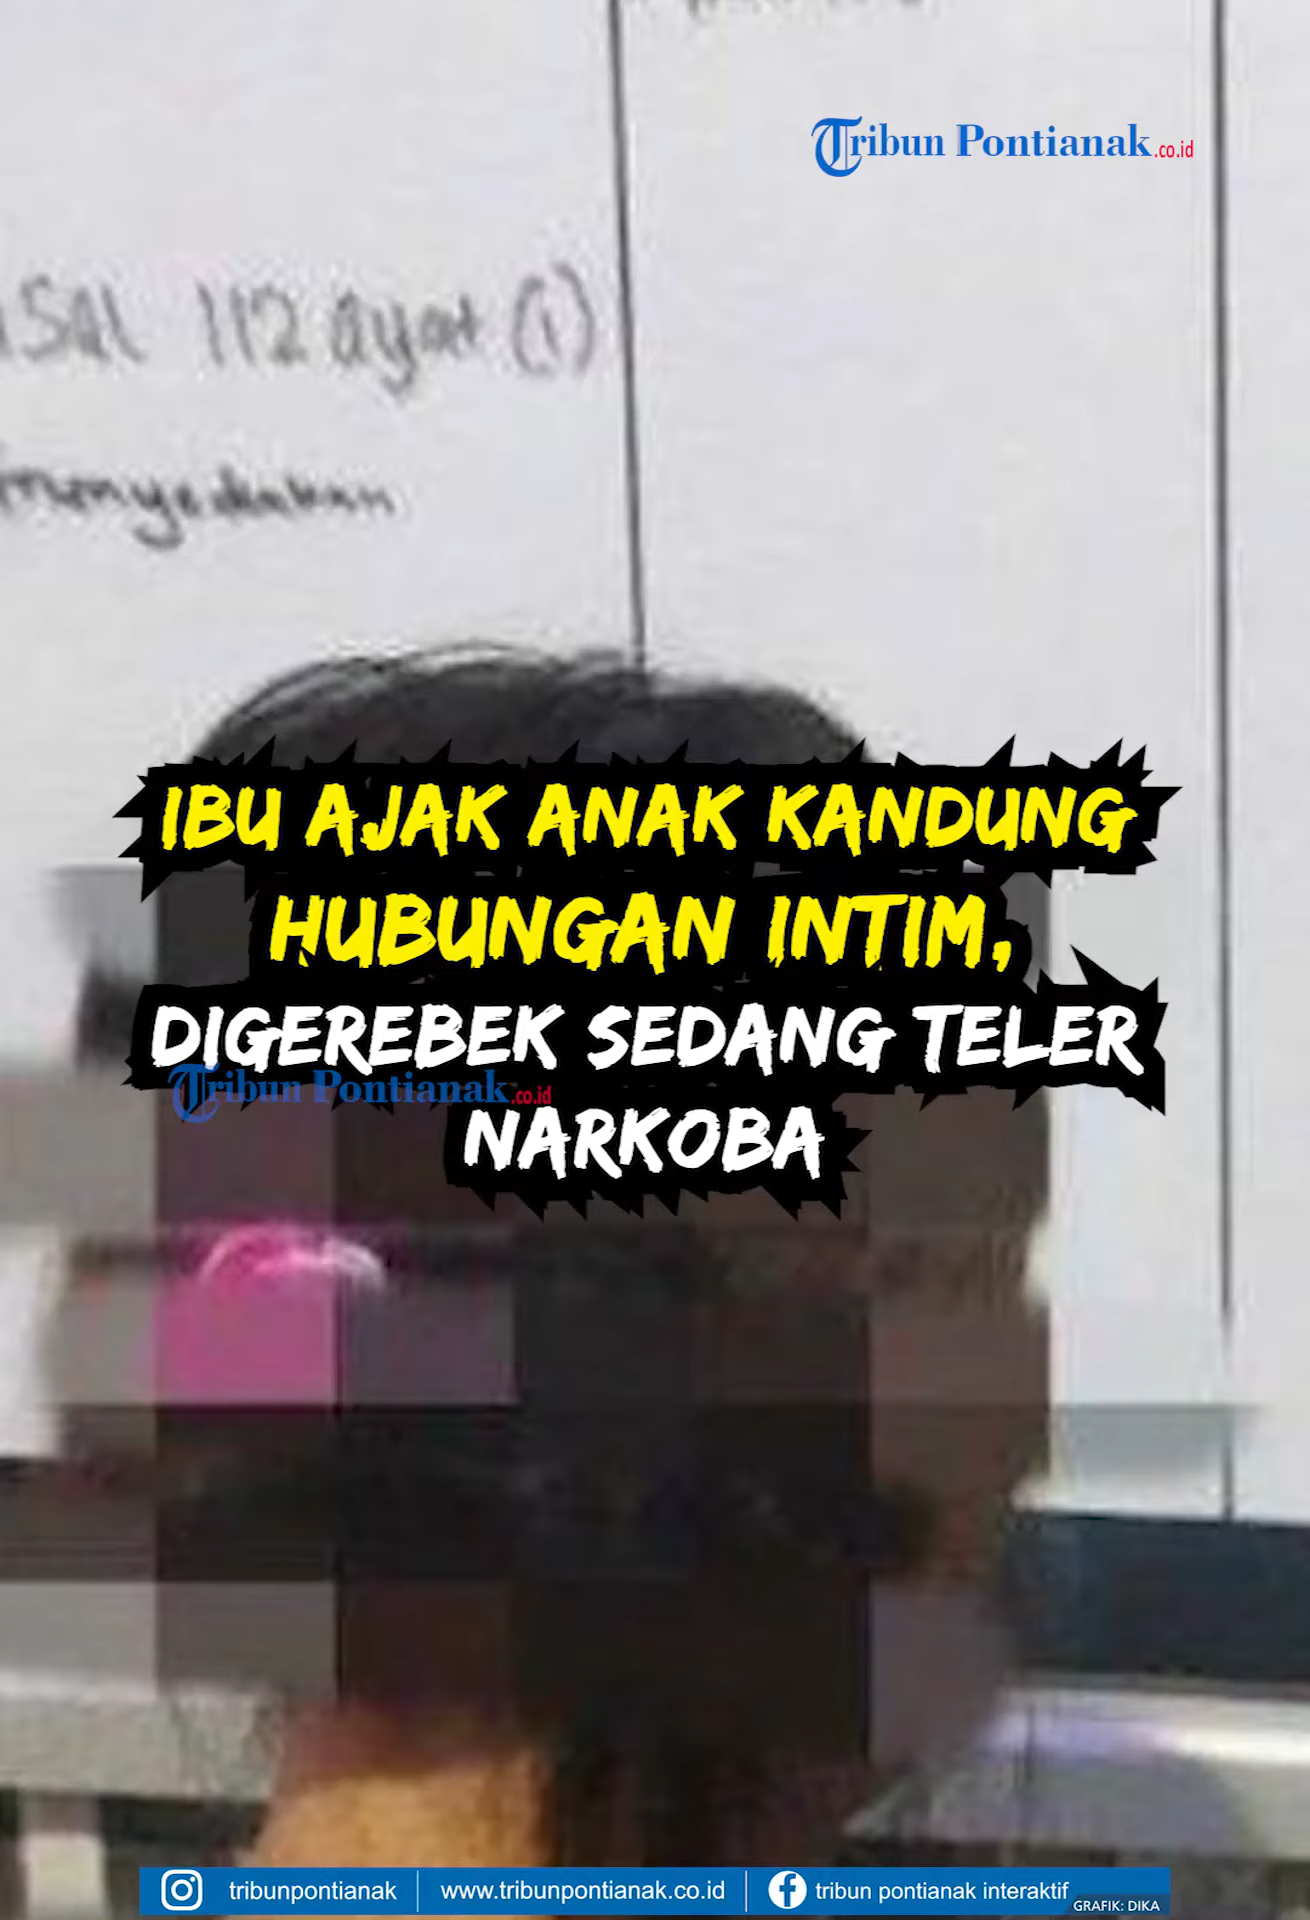 Tribun Pontianak.co.id
112 ayat (1)
menyediakan
IBU AJAK ANAK KANDUNG
HUBUNGAN INTIM,
DIGEREBEK SEDANG TELER
Tribun Pontianak.co.id
NARKOBA
tribunpontianak www.tribunpontianak.co.id tribun pontianak interaktif
GRAFIK: DIKA